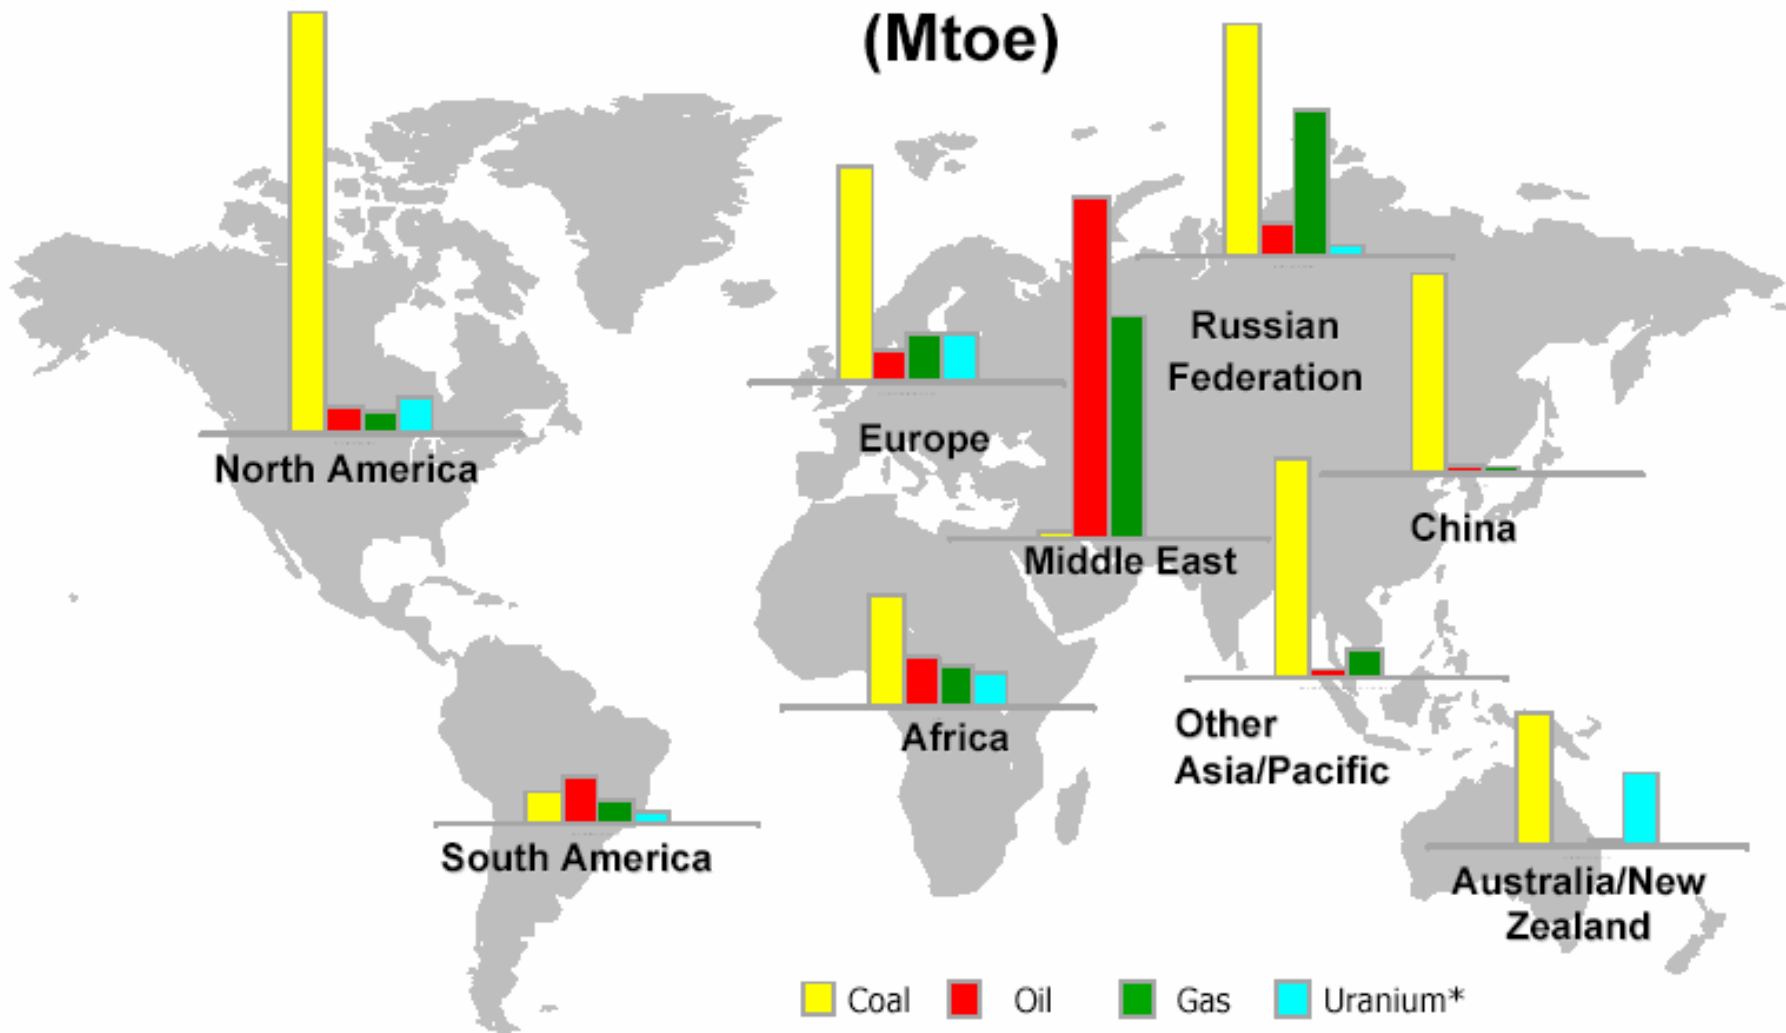 (Mtoe)
Russian
Federation
Europe
North America
China
Middle East
Other
Asia/Pacific
Africa
South America
Australia/New
Zealand
Coal Oil Gas Uranium*